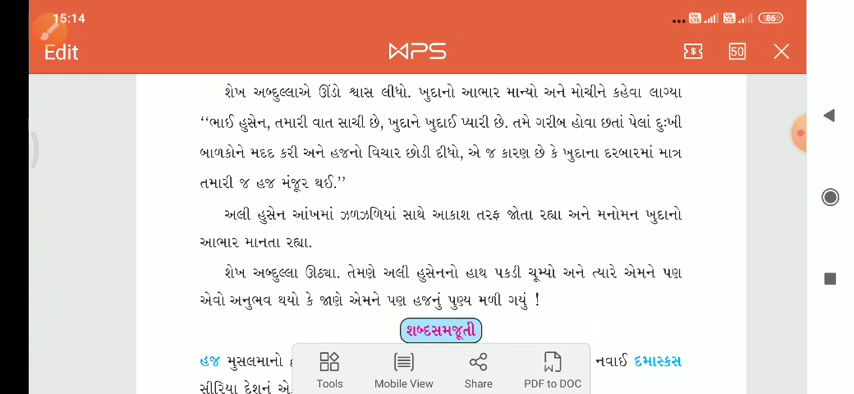 15:14
86
Edit
WPS
50
શેખ અબ્દુલ્લાએ ઊંડો શ્વાસ લીધો. ખુદાનો આભાર માન્યો અને મોચીને કહેવા લાગ્યા
“ભાઈ હુસેન, તમારી વાત સાચી છે, ખુદાને ખુદાઈ પ્યારી છે. તમે ગરીબ હોવા છતાં પેલાં દુઃખી
બાળકોને મદદ કરી અને હજનો વિચાર છોડી દીધો, એ જ કારણ છે કે ખુદાના દરબારમાં માત્ર
તમારી જ હજ મંજૂર થઈ.”
અલી હુસેન આંખમાં ઝળઝળિયાં સાથે આકાશ તરફ જોતા રહ્યા અને મનોમન ખુદાનો
આભાર માનતા રહ્યા.
શેખ અબ્દુલ્લા ઊઠ્યા. તેમણે અલી હુસેનનો હાથ પકડી ચૂમ્યો અને ત્યારે એમને પણ
એવો અનુભવ થયો કે જાણે એમને પણ હજનું પુણ્ય મળી ગયું !
શબ્દસમજૂતી
હજ મુસલમાનો નવાઈ દમાસ્કસ
સીરિયા દેશનું એ
Tools Mobile View Share PDF to DOC